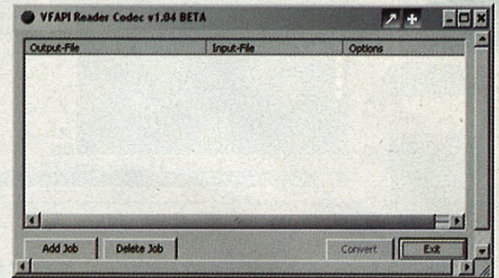 VFAPI Reader Codec v1.04 BETA
Output-File Input-File Options
Add Job Delete Job Convert Exit